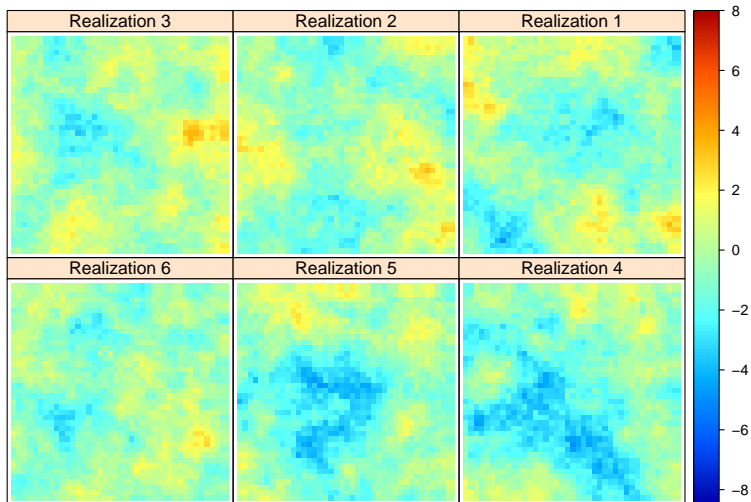 Realization 3
Realization 2
Realization 1
Realization 6
Realization 5
Realization 4
8
6
4
2
0
−2
−4
−6
−8